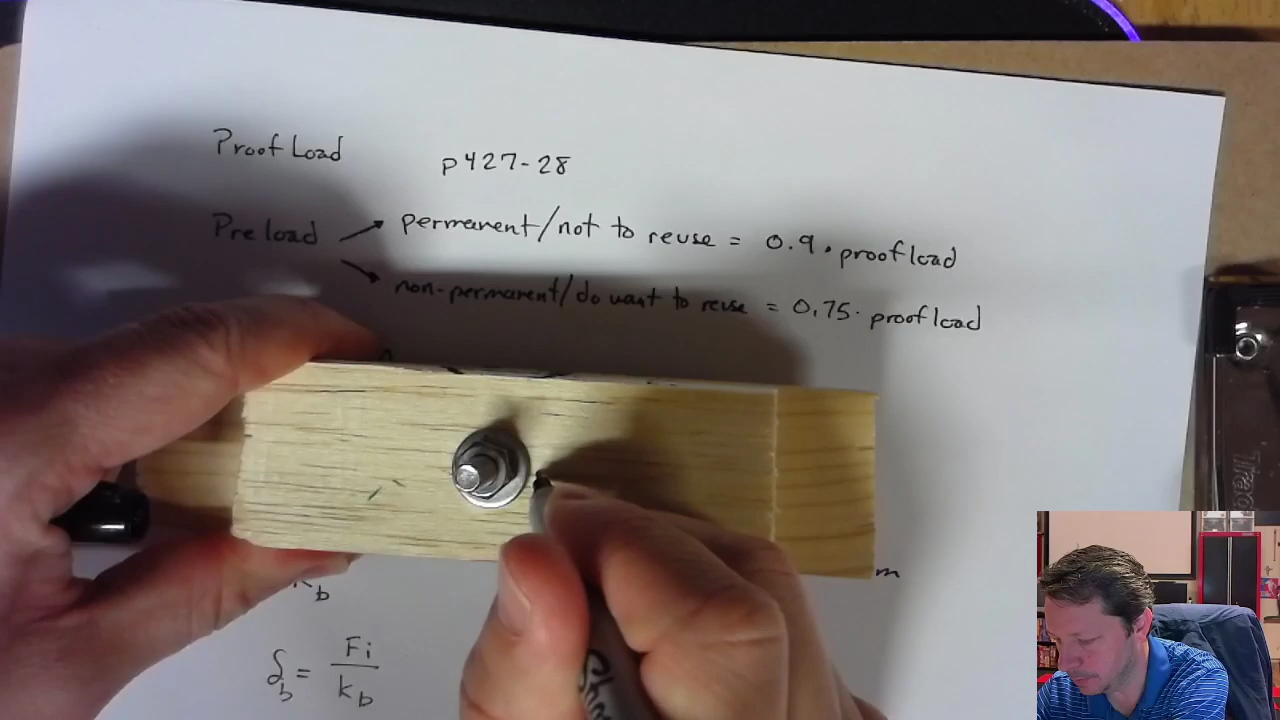 Proof Load p427-28
Preload → permanent/not to reuse = 0.9 · proof load
→ non-permanent/do want to reuse = 0.75 · proof load
m
b
δb = Fi / kb
Sha